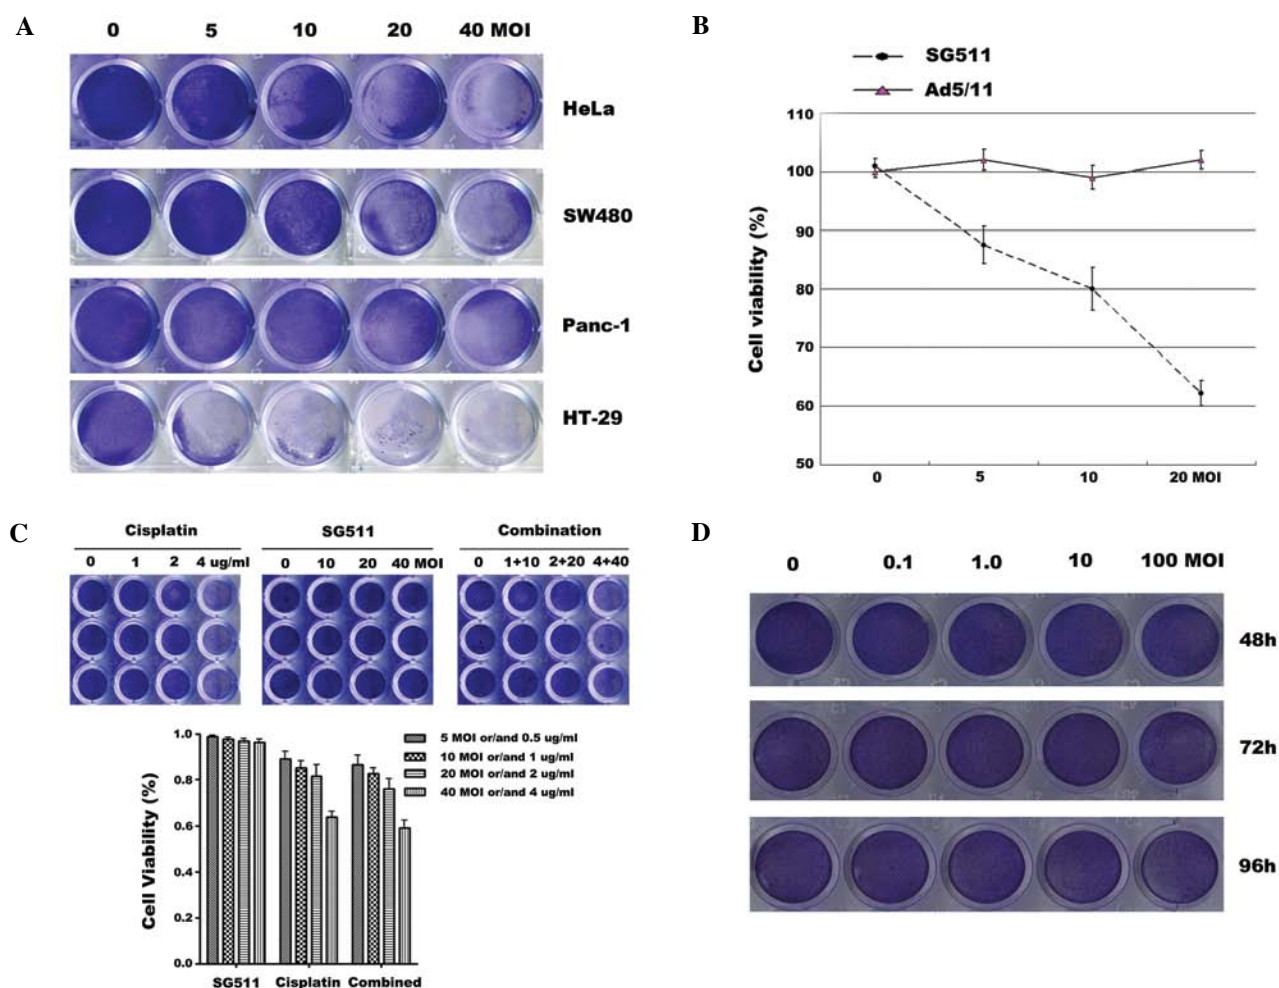 A
0 5 10 20 40 MOI
HeLa
SW480
Panc-1
HT-29
B
SG511
Ad5/11
110
100
90
80
70
60
50
Cell viability (%)
0 5 10 20 MOI
C
Cisplatin SG511 Combination
0 1 2 4 ug/ml 0 10 20 40 MOI 0 1+10 2+20 4+40
1.0
0.8
0.6
0.4
0.2
0.0
Cell Viability (%)
5 MOI or/and 0.5 ug/ml
10 MOI or/and 1 ug/ml
20 MOI or/and 2 ug/ml
40 MOI or/and 4 ug/ml
SG511 Cisplatin Combined
D
0 0.1 1.0 10 100 MOI
48h
72h
96h